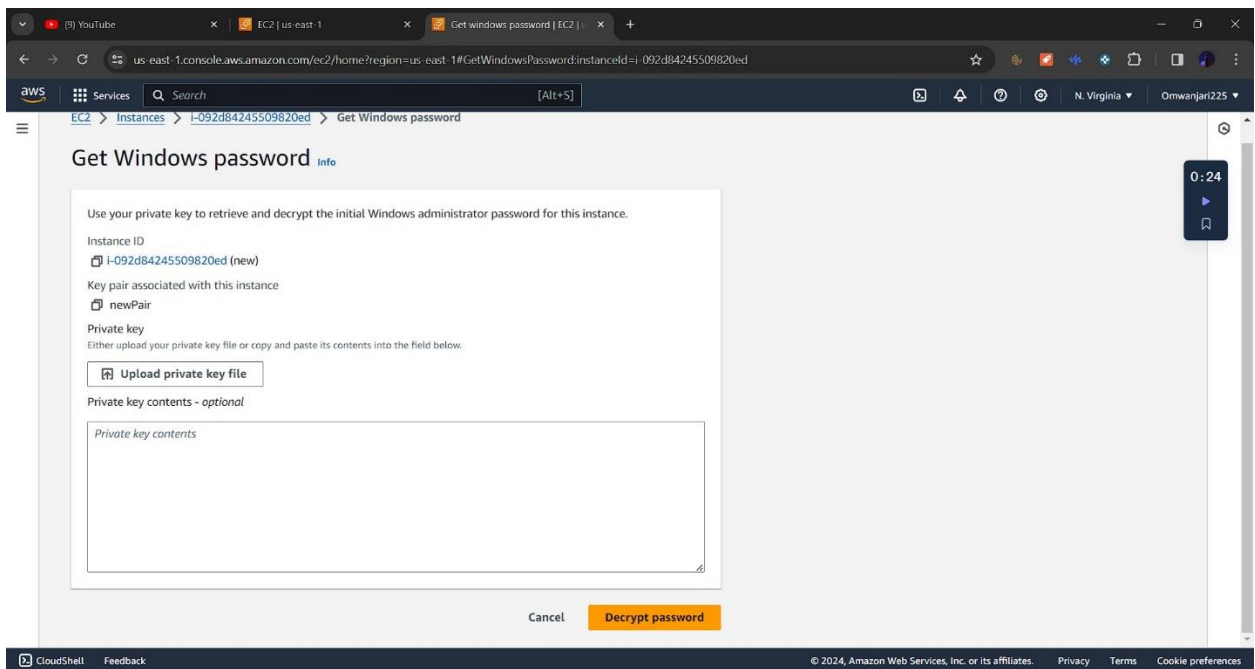 (9) YouTube
EC2 | us-east-1
Get windows password | EC2 |
us-east-1.console.aws.amazon.com/ec2/home?region=us-east-1#GetWindowsPassword:instanceId=i-092d84245509820ed
aws
Services
Search
[Alt+S]
N. Virginia
Omwanjari225
EC2 > Instances > i-092d84245509820ed > Get Windows password
Get Windows password Info
0:24
Use your private key to retrieve and decrypt the initial Windows administrator password for this instance.
Instance ID
i-092d84245509820ed (new)
Key pair associated with this instance
newPair
Private key
Either upload your private key file or copy and paste its contents into the field below.
Upload private key file
Private key contents - optional
Private key contents
Cancel
Decrypt password
CloudShell
Feedback
© 2024, Amazon Web Services, Inc. or its affiliates.
Privacy
Terms
Cookie preferences